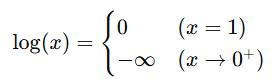 log(x) = { 0 (x = 1)
−∞ (x → 0⁺)